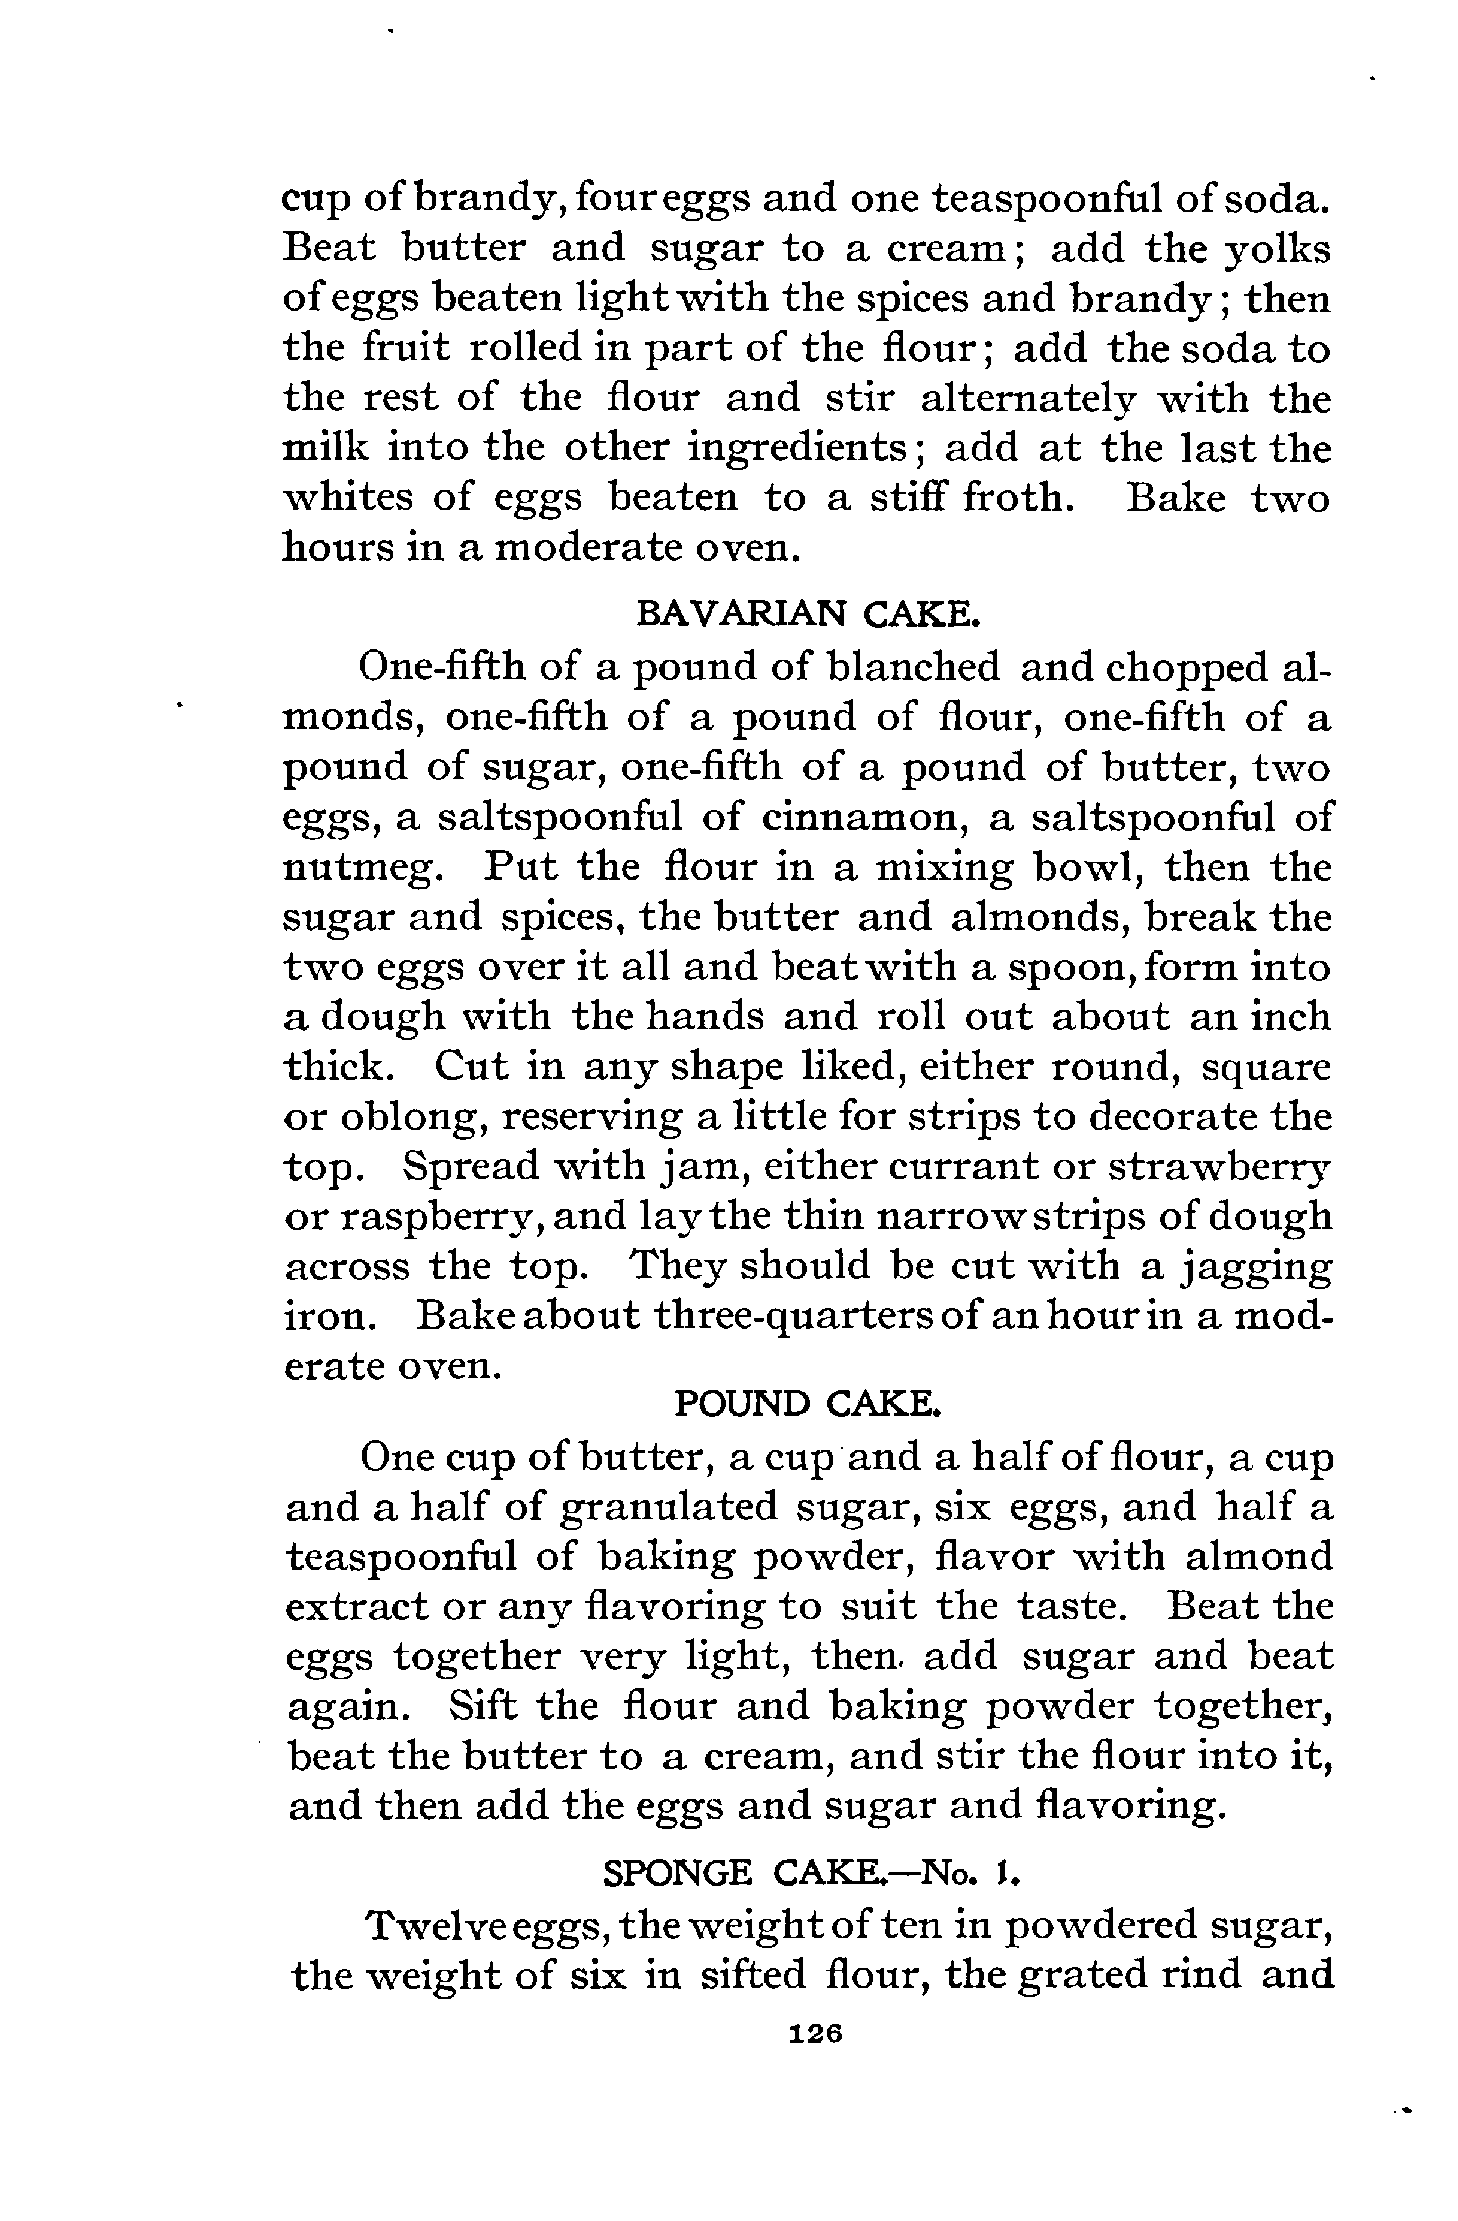 cup of brandy, four eggs and one teaspoonful of soda.
Beat butter and sugar to a cream; add the yolks
of eggs beaten light with the spices and brandy; then
the fruit rolled in part of the flour; add the soda to
the rest of the flour and stir alternately with the
milk into the other ingredients; add at the last the
whites of eggs beaten to a stiff froth. Bake two
hours in a moderate oven.
BAVARIAN CAKE.
One-fifth of a pound of blanched and chopped al-
monds, one-fifth of a pound of flour, one-fifth of a
pound of sugar, one-fifth of a pound of butter, two
eggs, a saltspoonful of cinnamon, a saltspoonful of
nutmeg. Put the flour in a mixing bowl, then the
sugar and spices, the butter and almonds, break the
two eggs over it all and beat with a spoon, form into
a dough with the hands and roll out about an inch
thick. Cut in any shape liked, either round, square
or oblong, reserving a little for strips to decorate the
top. Spread with jam, either currant or strawberry
or raspberry, and lay the thin narrow strips of dough
across the top. They should be cut with a jagging
iron. Bake about three-quarters of an hour in a mod-
erate oven.
POUND CAKE.
One cup of butter, a cup and a half of flour, a cup
and a half of granulated sugar, six eggs, and half a
teaspoonful of baking powder, flavor with almond
extract or any flavoring to suit the taste. Beat the
eggs together very light, then add sugar and beat
again. Sift the flour and baking powder together,
beat the butter to a cream, and stir the flour into it,
and then add the eggs and sugar and flavoring.
SPONGE CAKE.—No. 1.
Twelve eggs, the weight of ten in powdered sugar,
the weight of six in sifted flour, the grated rind and
126